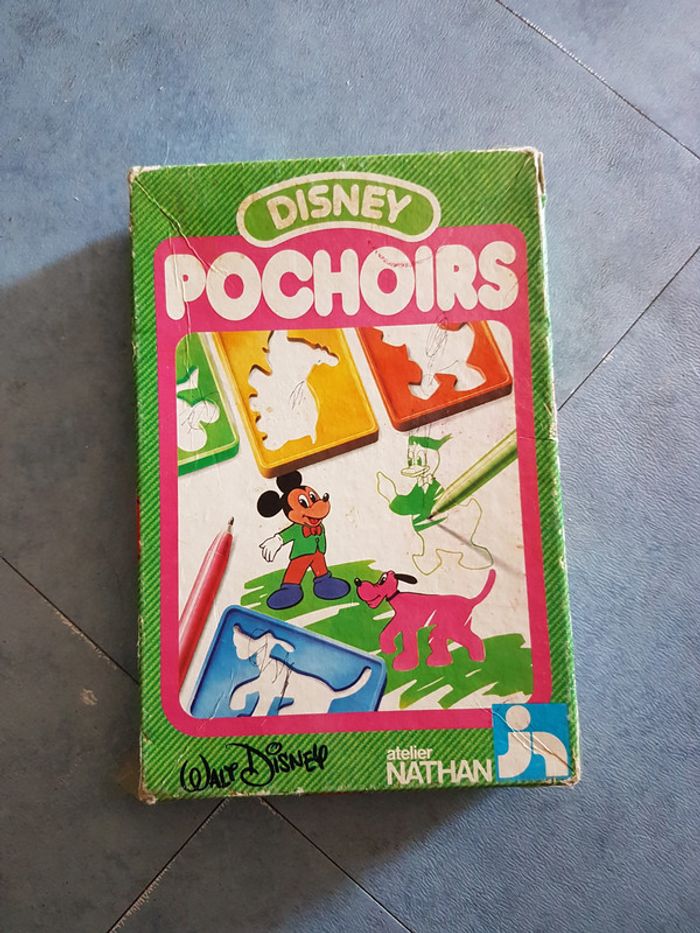 DISNEY
POCHOIRS
WALT DISNEY
atelier
NATHAN